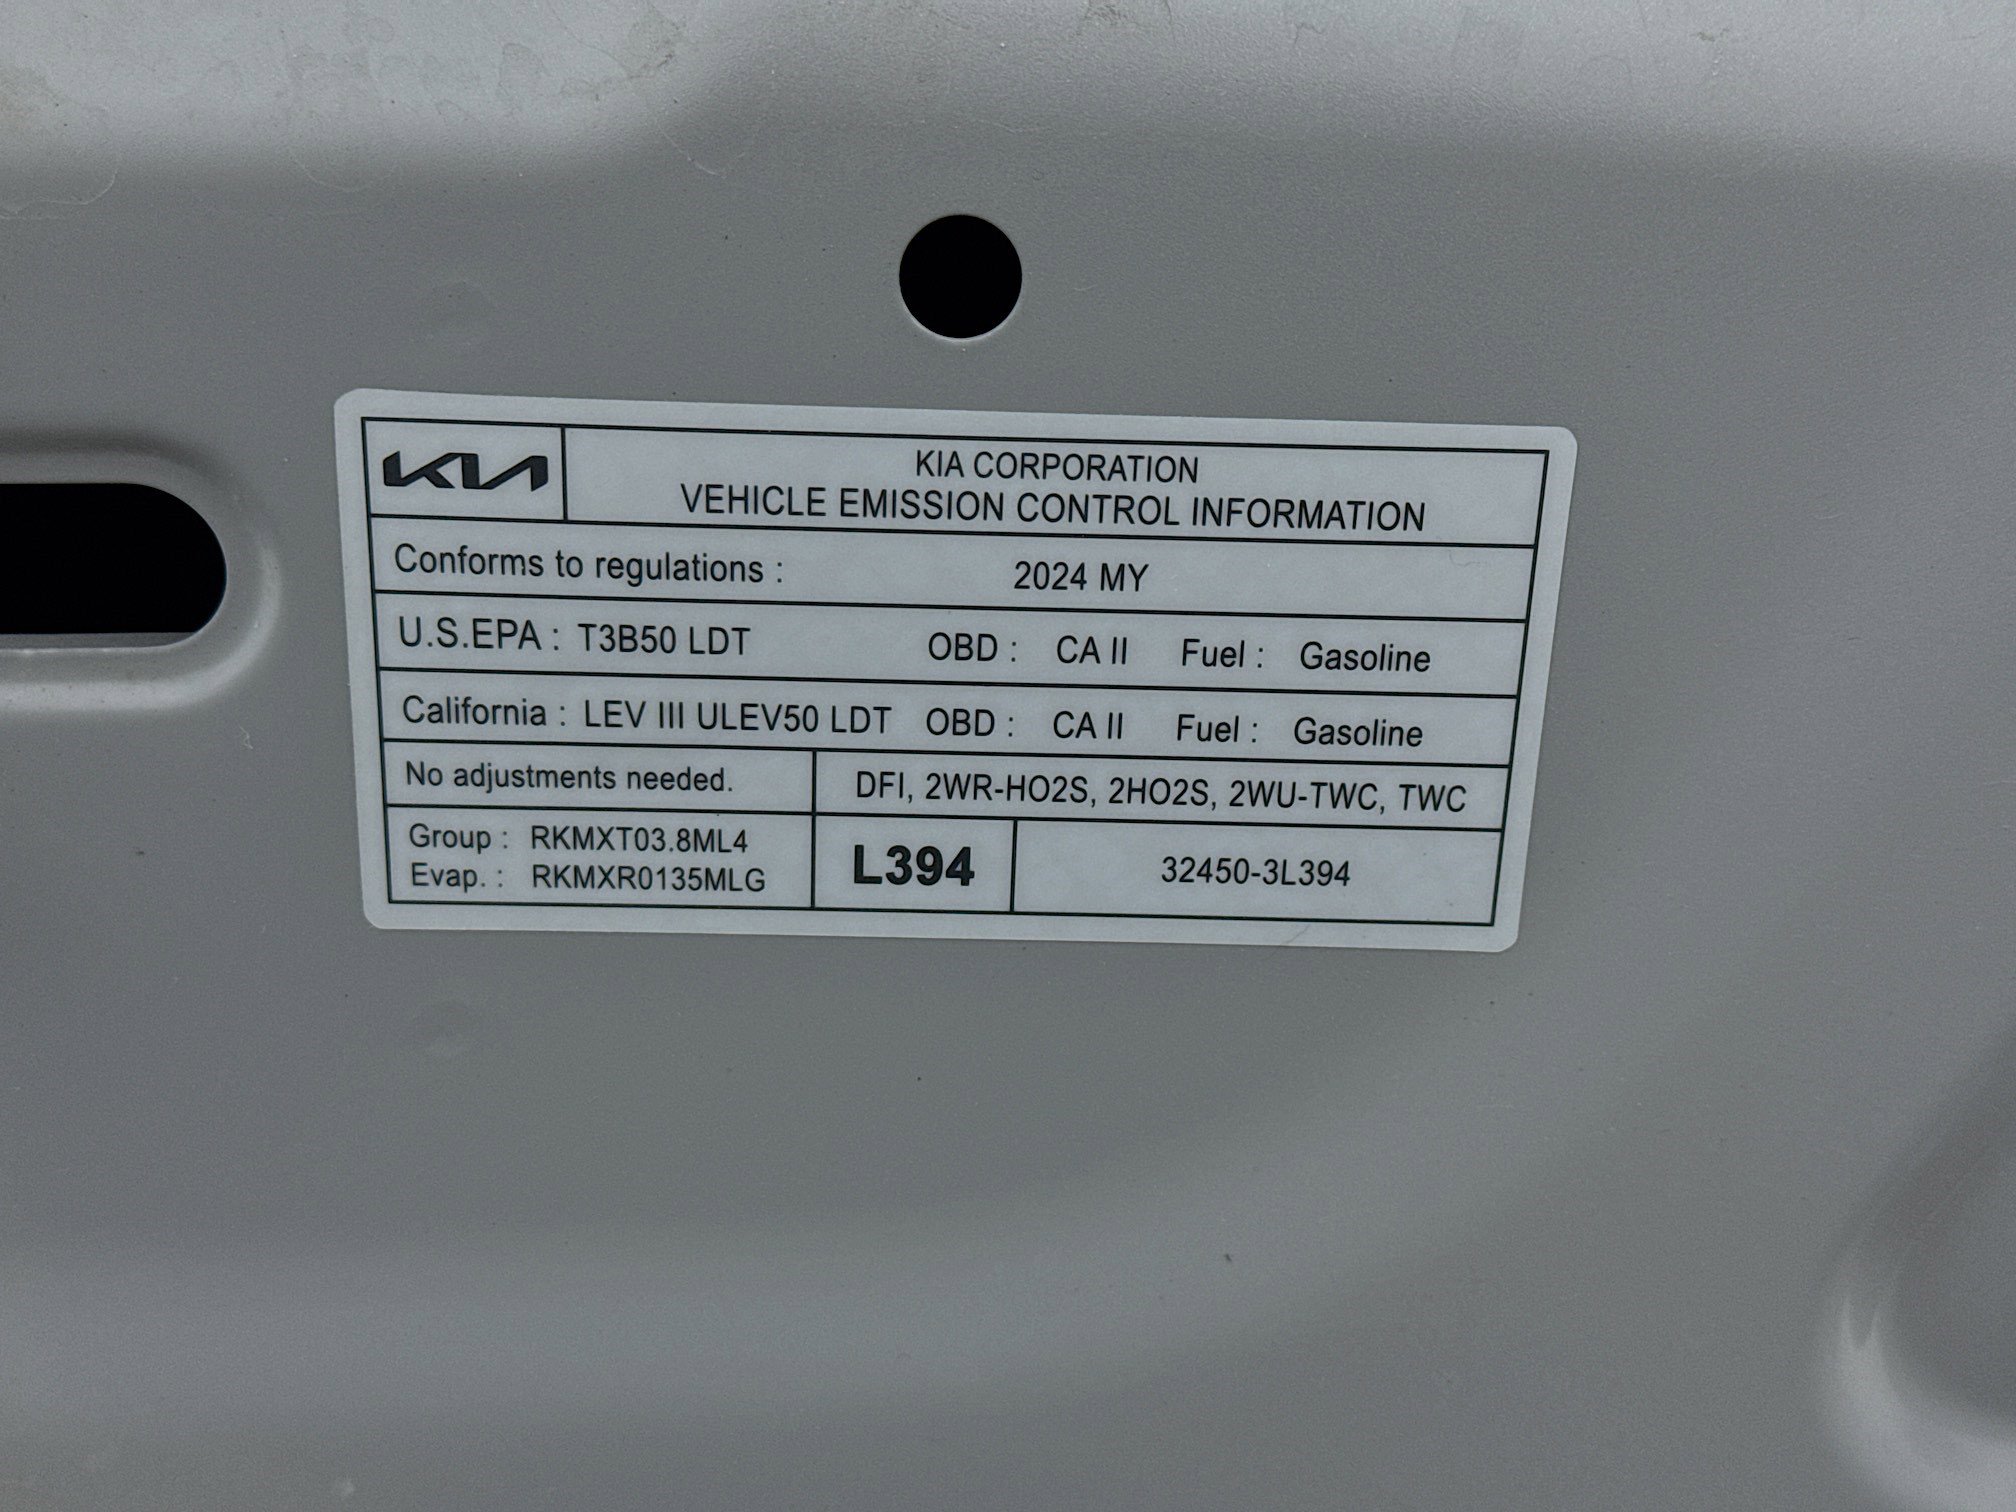 KIA
KIA CORPORATION
VEHICLE EMISSION CONTROL INFORMATION
Conforms to regulations : 2024 MY
U.S.EPA : T3B50 LDT OBD : CA II Fuel : Gasoline
California : LEV III ULEV50 LDT OBD : CA II Fuel : Gasoline
No adjustments needed. DFI, 2WR-HO2S, 2HO2S, 2WU-TWC, TWC
Group : RKMXT03.8ML4
Evap. : RKMXR0135MLG
L394
32450-3L394